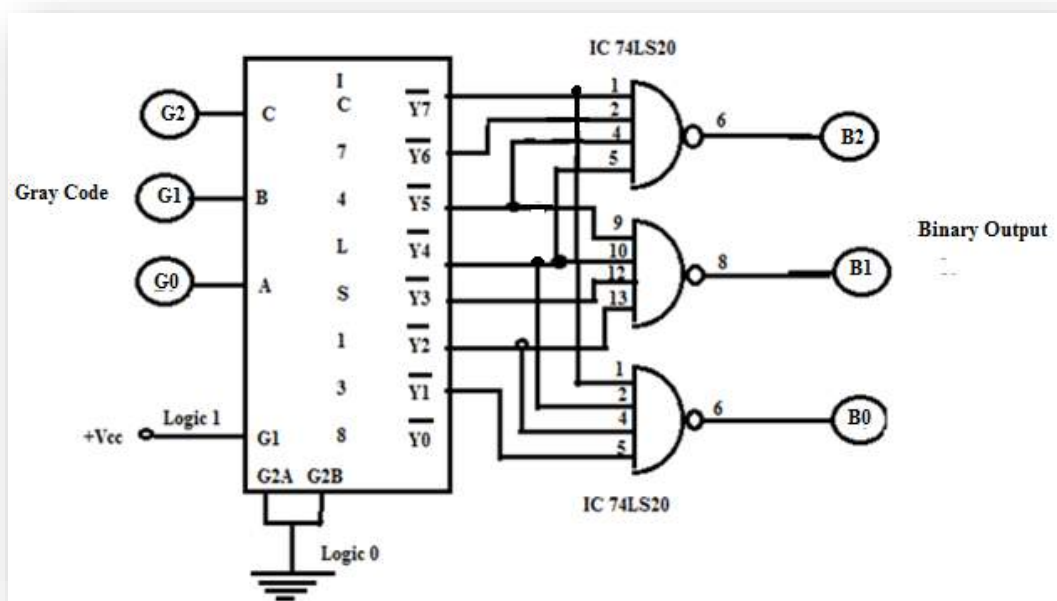 IC 74LS20
I
C
7
4
L
S
1
3
8
G2
C
Gray Code
G1
B
G0
A
+Vcc
Logic 1
G1
G2A G2B
Logic 0
Y7
Y6
Y5
Y4
Y3
Y2
Y1
Y0
1
2
4
5
6
B2
9
10
12
13
8
B1
Binary Output
1
2
4
5
6
B0
IC 74LS20